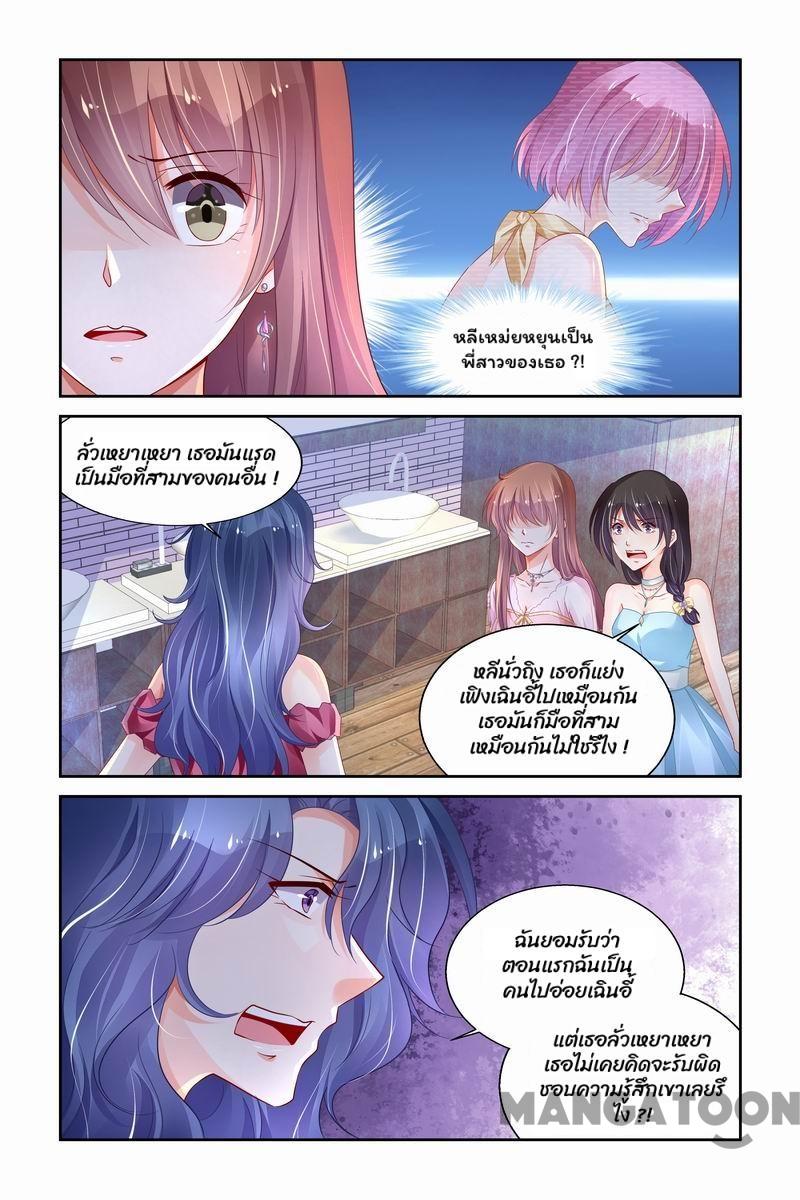 หลีเหม่ยหยุนเป็น
พี่สาวของเธอ ?!
ลั่วเหยาเหยา เธอมันแรด
เป็นมือที่สามของคนอื่น !
หลีนั่วถิง เธอก็แย่ง
เฟิงเฉินอี้ไปเหมือนกัน
เธอมันก็มือที่สาม
เหมือนกันไม่ใช่รึไง !
ฉันยอมรับว่า
ตอนแรกฉันเป็น
คนไปอ่อยเฉินอี้
แต่เธอลั่วเหยาเหยา
เธอไม่เคยคิดจะรับผิด
ชอบความรู้สึกเขาเลยรึ
ไง ?!
MANGATOON